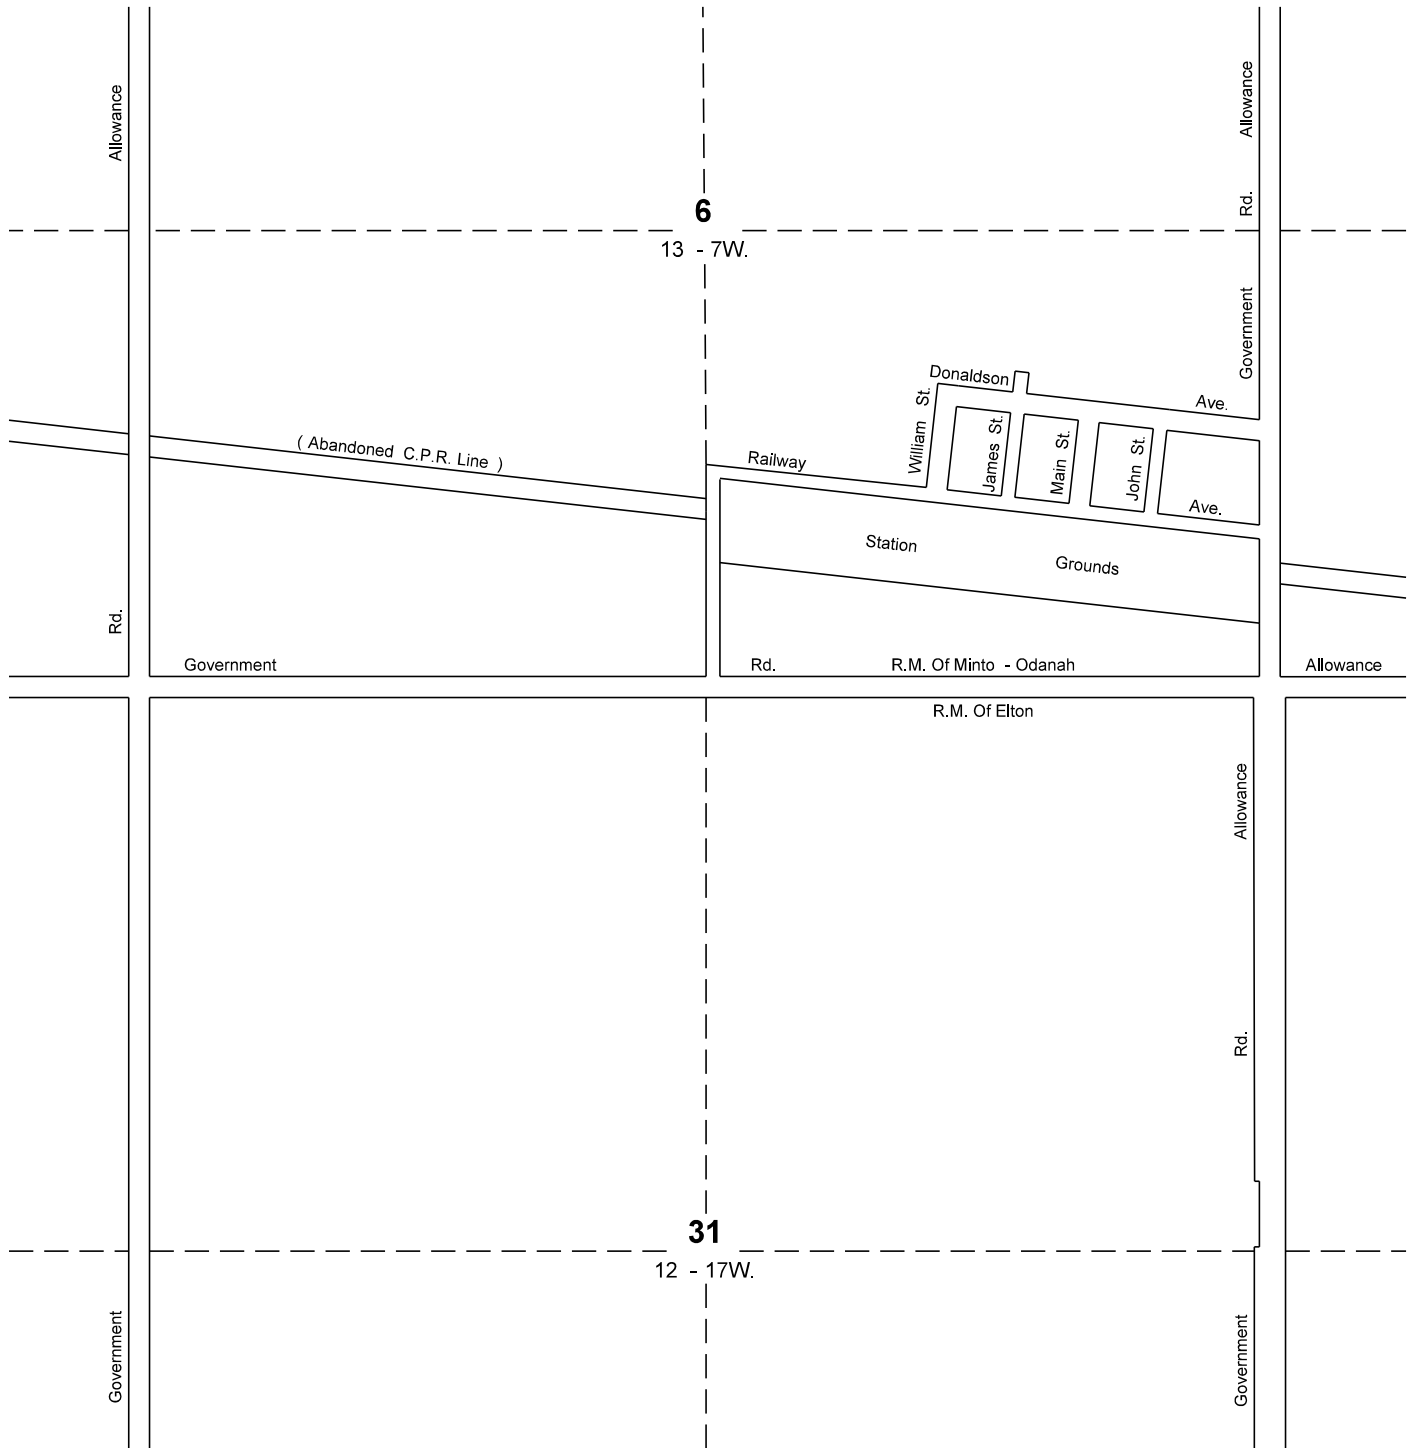 Allowance
Allowance
Rd.
6
13 - 7W.
Government
Donaldson
Ave.
William St.
James St.
Main St.
John St.
( Abandoned C.P.R. Line )
Railway
Ave.
Station Grounds
Rd.
Government
Rd.
R.M. Of Minto - Odanah
Allowance
R.M. Of Elton
Allowance
Rd.
31
12 - 17W.
Government
Government